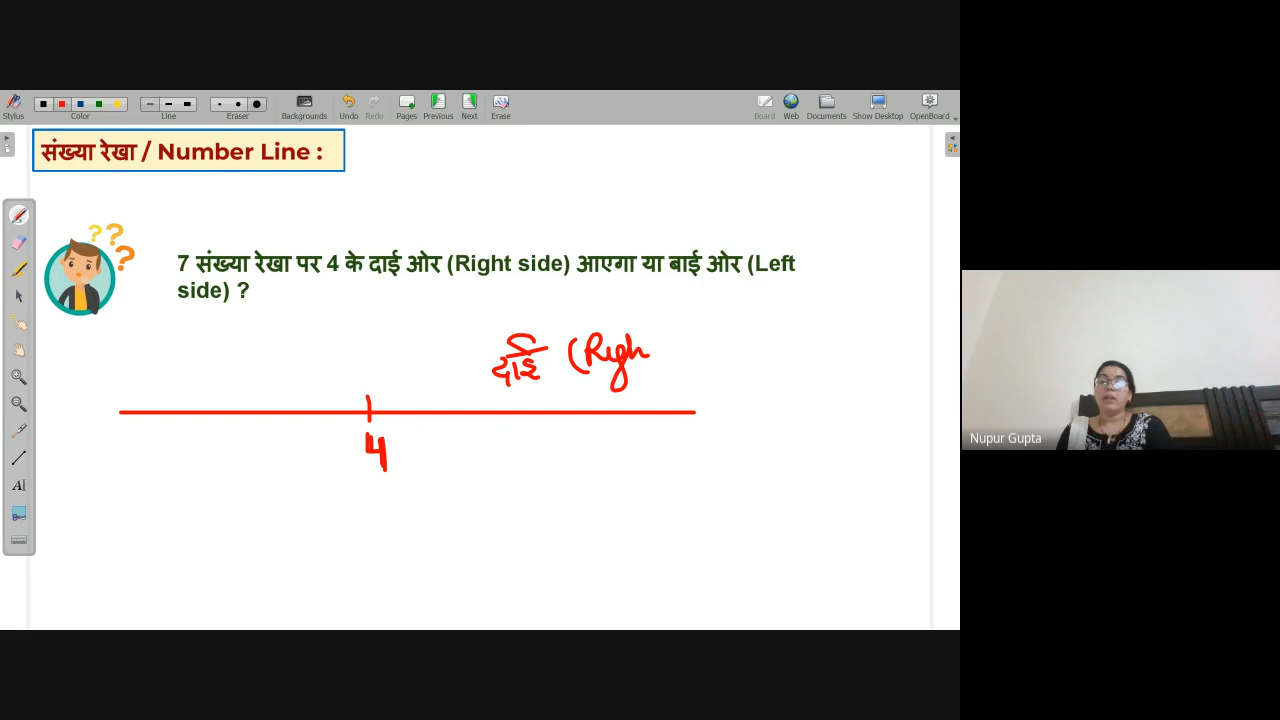 Stylus
Color
Line
Eraser
Backgrounds
Undo
Redo
Pages
Previous
Next
Erase
Board
Web
Documents
Show Desktop
OpenBoard
संख्या रेखा / Number Line :
7 संख्या रेखा पर 4 के दाई ओर (Right side) आएगा या बाई ओर (Left
side) ?
दाई (Righ
4
Nupur Gupta